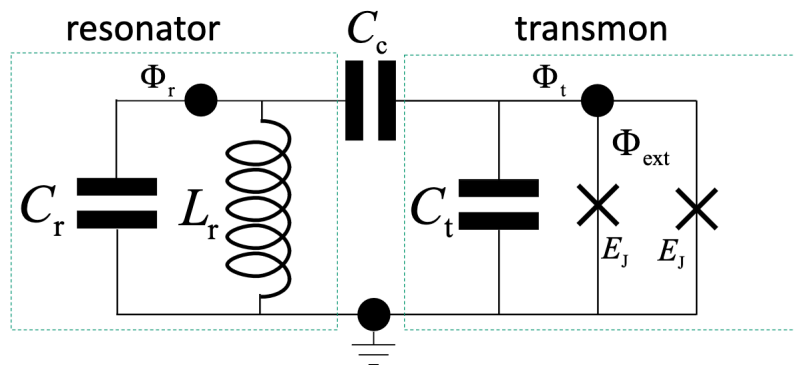 resonator
C_c
transmon
Φ_r
Φ_t
Φ_ext
C_r
L_r
C_t
E_J
E_J